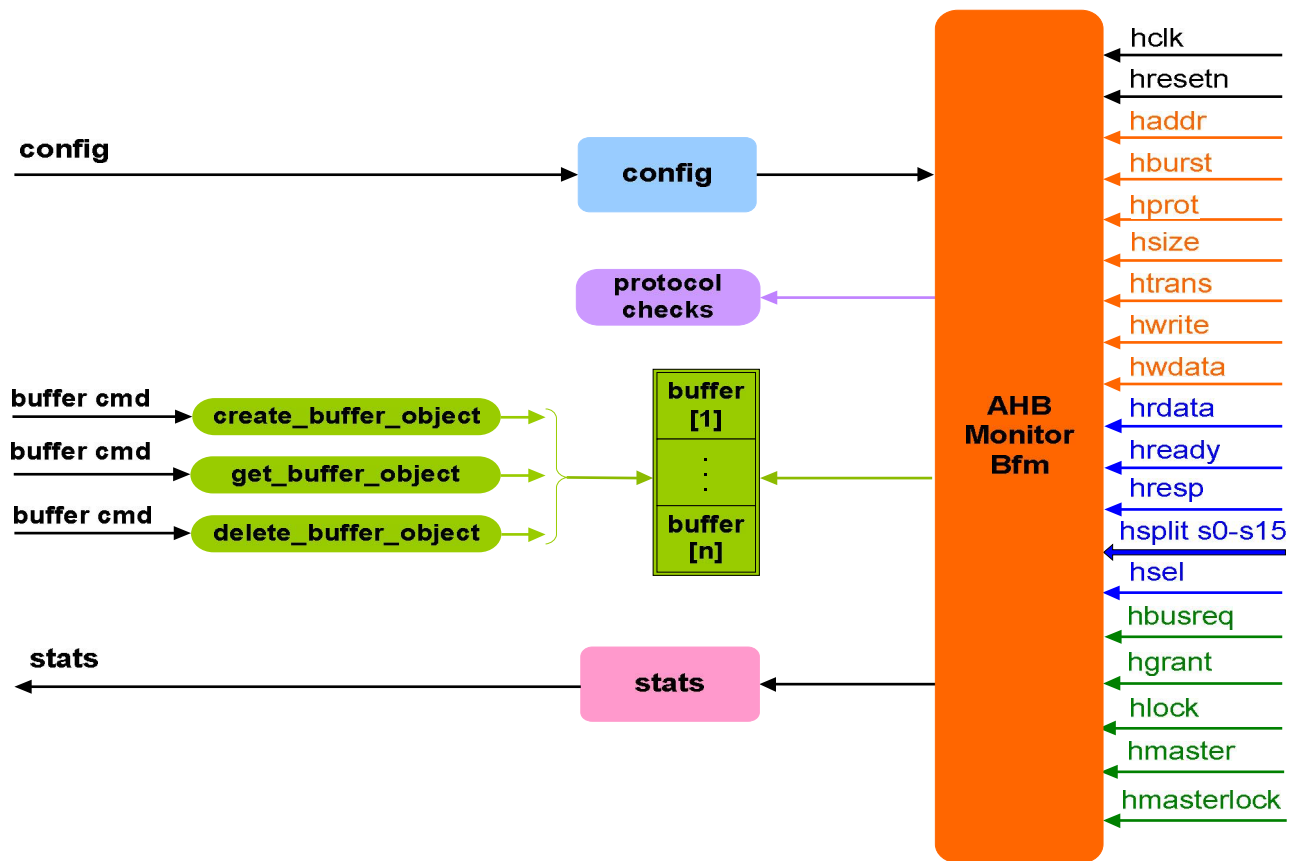 config
config
protocol
checks
buffer cmd
create_buffer_object
buffer cmd
get_buffer_object
buffer cmd
delete_buffer_object
buffer
[1]
.
.
.
buffer
[n]
stats
stats
AHB
Monitor
Bfm
hclk
hresetn
haddr
hburst
hprot
hsize
htrans
hwrite
hwdata
hrdata
hready
hresp
hsplit s0-s15
hsel
hbusreq
hgrant
hlock
hmaster
hmasterlock